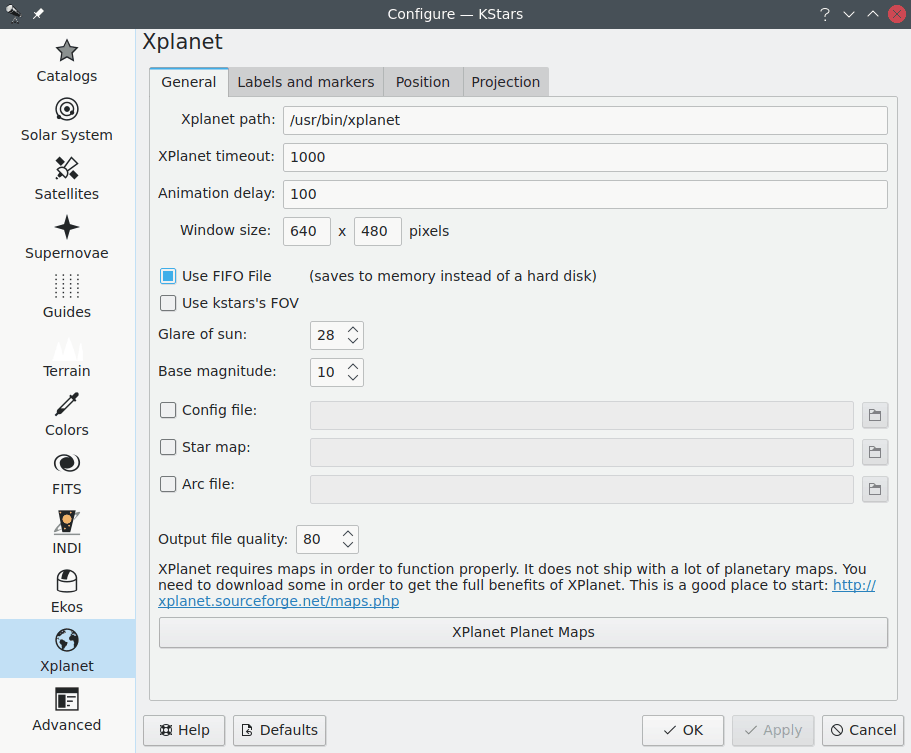 Configure — KStars
Catalogs
Solar System
Satellites
Supernovae
Guides
Terrain
Colors
FITS
INDI
Ekos
Xplanet
Advanced
Xplanet
General Labels and markers Position Projection
Xplanet path: /usr/bin/xplanet
XPlanet timeout: 1000
Animation delay: 100
Window size: 640 x 480 pixels
Use FIFO File (saves to memory instead of a hard disk)
Use kstars's FOV
Glare of sun: 28
Base magnitude: 10
Config file:
Star map:
Arc file:
Output file quality: 80
XPlanet requires maps in order to function properly. It does not ship with a lot of planetary maps. You
need to download some in order to get the full benefits of XPlanet. This is a good place to start: http://
xplanet.sourceforge.net/maps.php
XPlanet Planet Maps
Help Defaults OK Apply Cancel